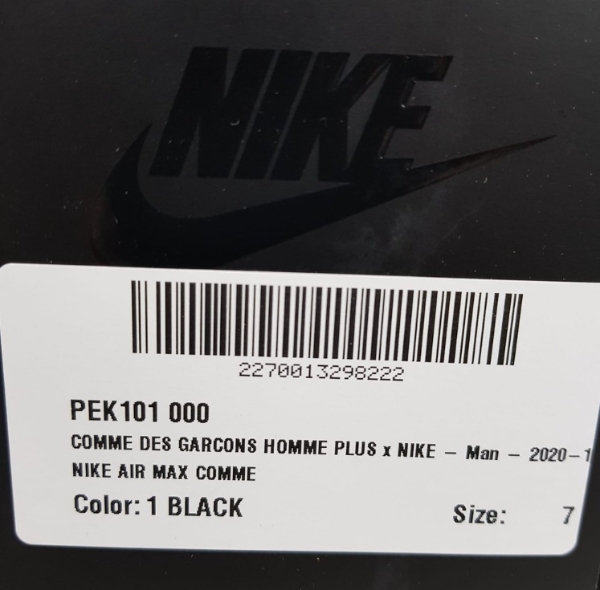 NIKE
2270013298222
PEK101 000
COMME DES GARCONS HOMME PLUS x NIKE – Man – 2020-1
NIKE AIR MAX COMME
Color: 1 BLACK
Size: 7